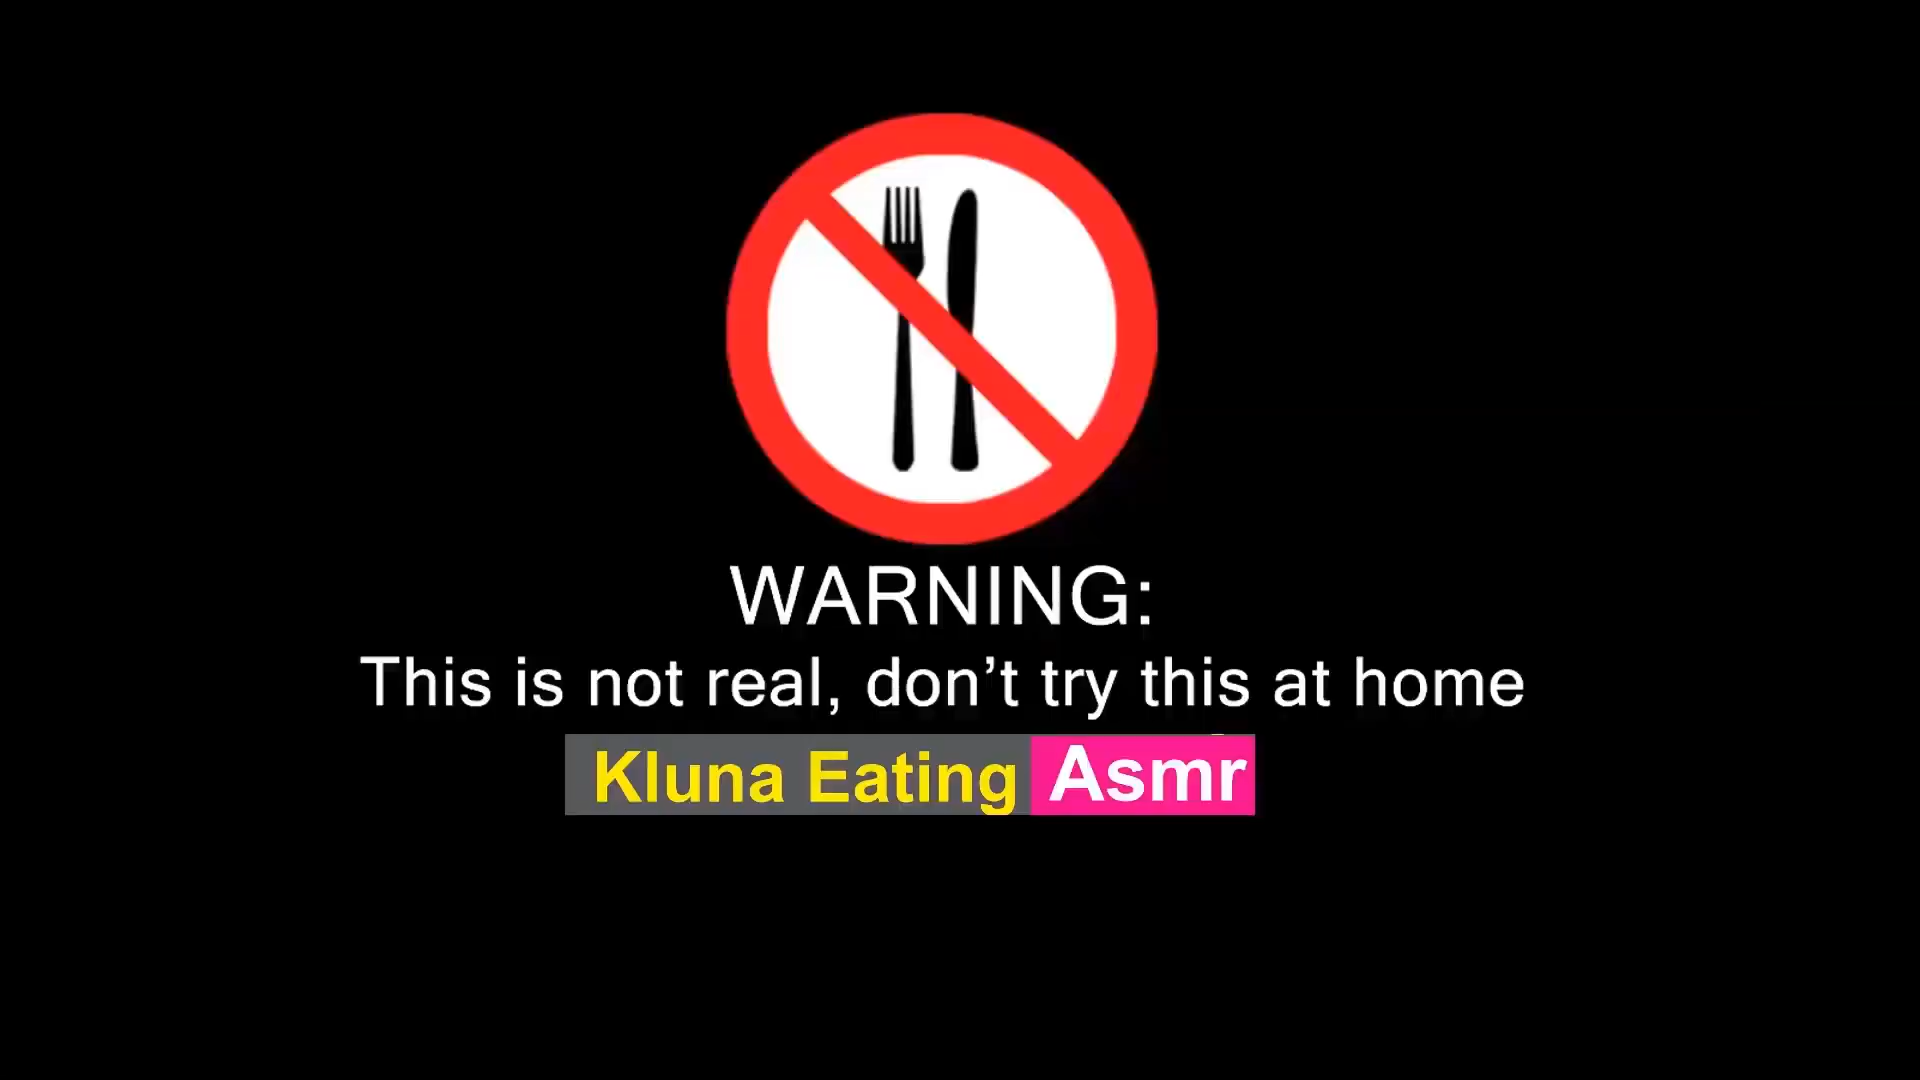 WARNING:
This is not real, don’t try this at home
Kluna Eating Asmr